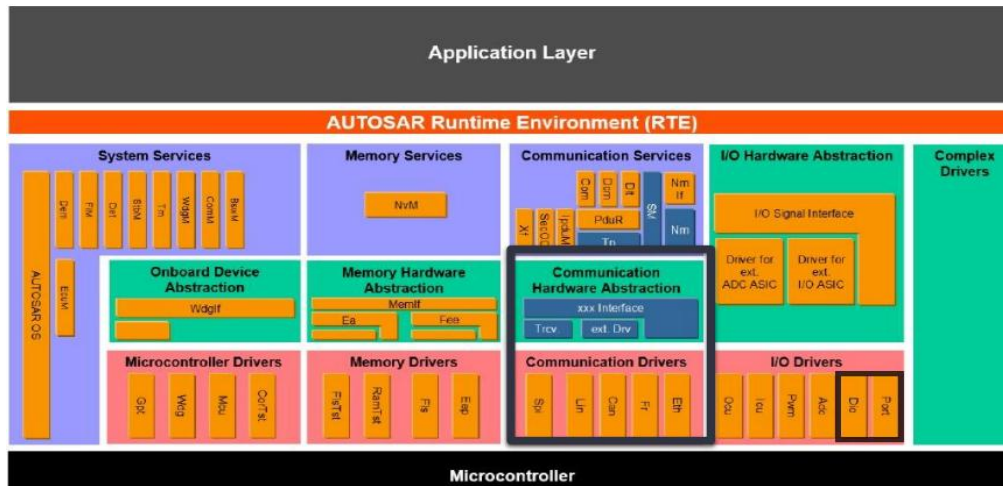 Application Layer
AUTOSAR Runtime Environment (RTE)
System Services
AUTOSAR OS
Dem
FiM
Det
StbM
Tm
WdgM
ComM
BswM
EcuM
Memory Services
NvM
Communication Services
Xf
SecOC
IpduM
Com
Dcm
Dlt
PduR
Tp
SM
Nm
If
Nm
I/O Hardware Abstraction
I/O Signal Interface
Driver for
ext.
ADC ASIC
Driver for
ext.
I/O ASIC
Complex
Drivers
Onboard Device
Abstraction
WdgIf
Memory Hardware
Abstraction
MemIf
Ea
Fee
Communication
Hardware Abstraction
xxx Interface
Trcv
ext. Drv
Microcontroller Drivers
Gpt
Wdg
Mcu
CorTst
Memory Drivers
FlsTst
RamTst
Fls
Eep
Communication Drivers
Spi
Lin
Can
Fr
Eth
I/O Drivers
Ocu
Icu
Pwm
Adc
Dio
Port
Microcontroller